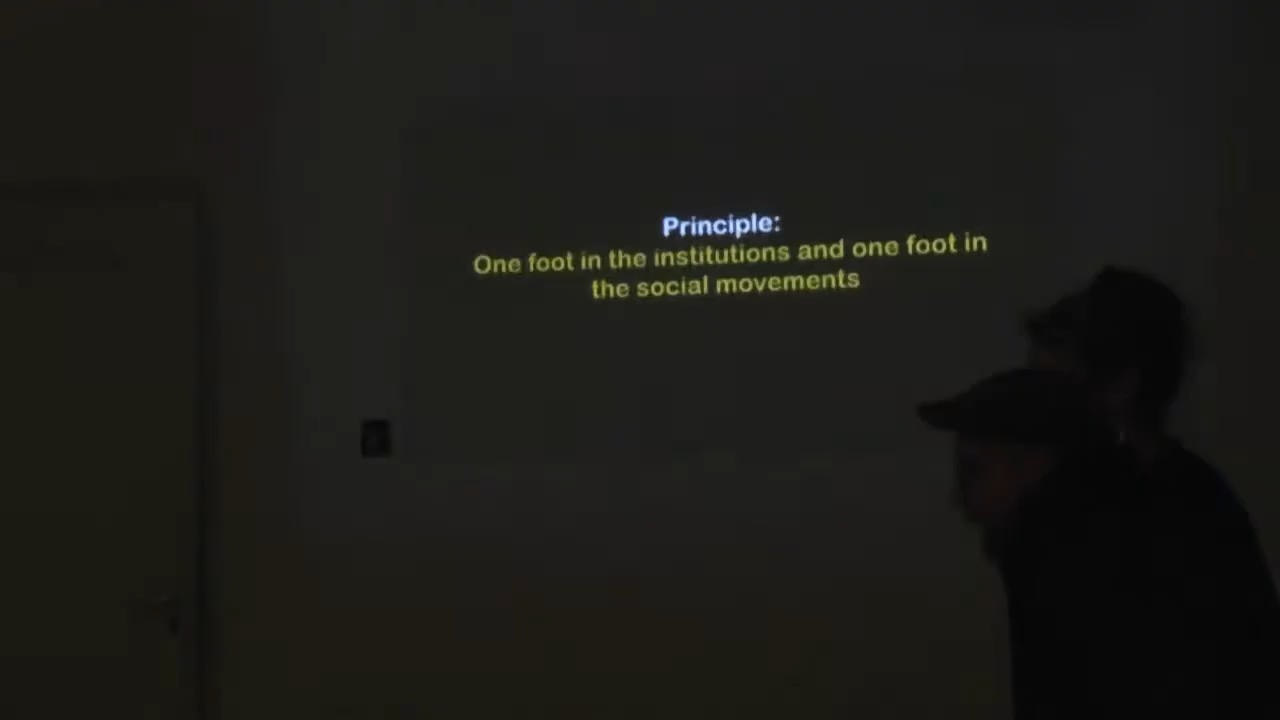 Principle:
One foot in the institutions and one foot in
the social movements